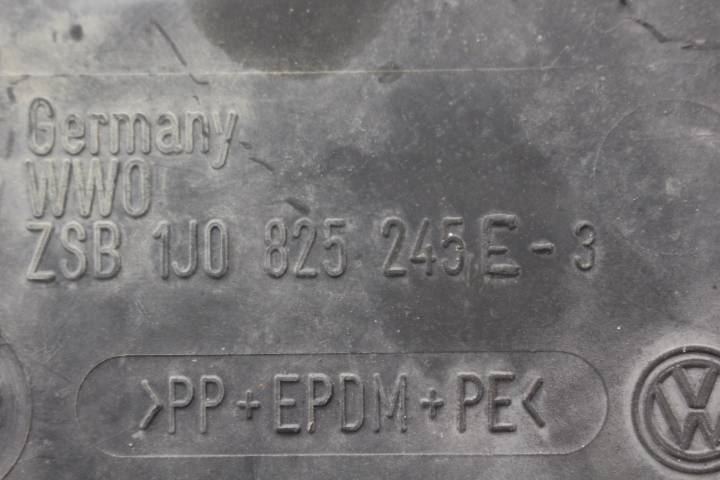 Germany
WWO
ZSB 1J0 825 245 E - 3
>PP+EPDM+PE<